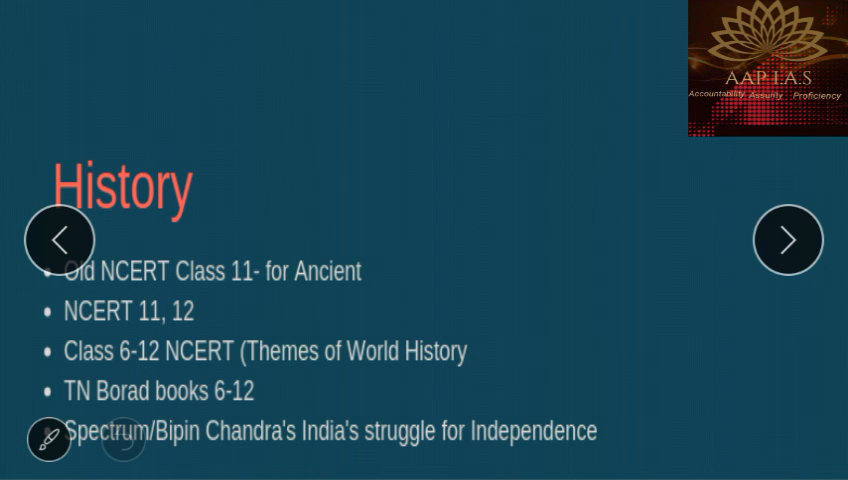 AAP I.A.S
Accountability Assurity Proficiency
History
Old NCERT Class 11- for Ancient
NCERT 11, 12
Class 6-12 NCERT (Themes of World History
TN Borad books 6-12
Spectrum/Bipin Chandra's India's struggle for Independence